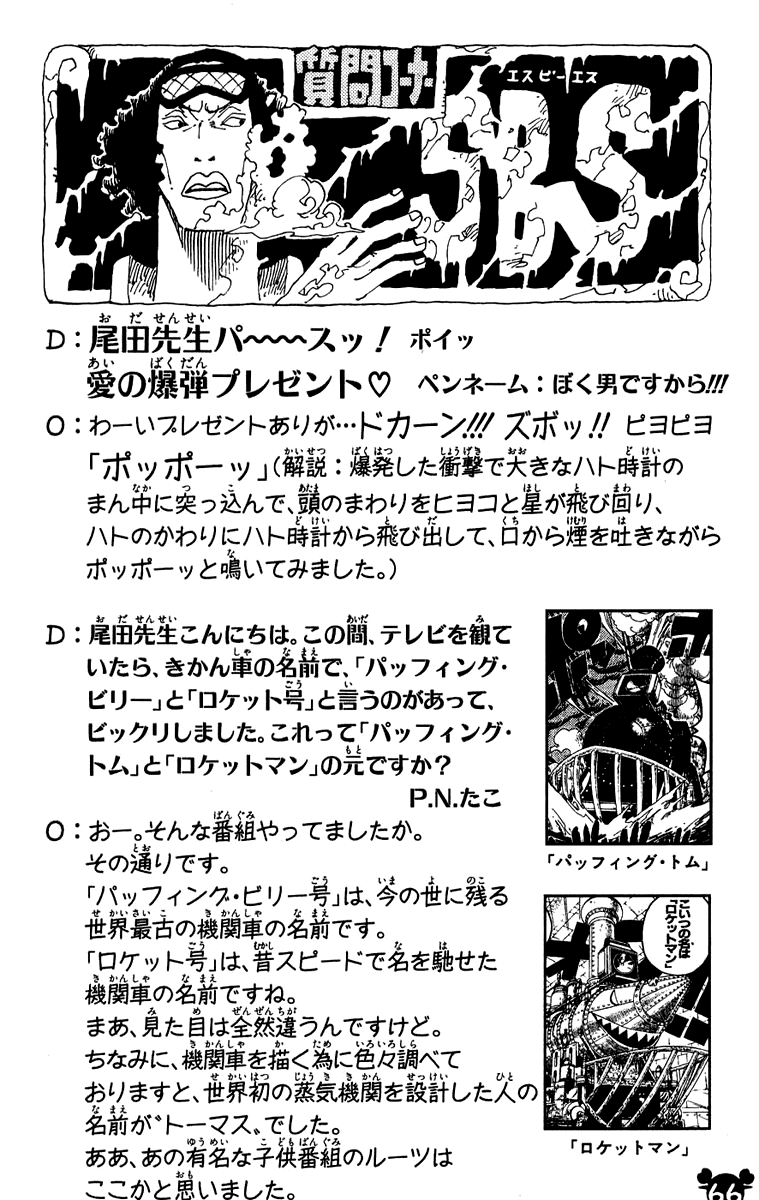 質問コーナー
エスビーエス
SBS
D：尾田先生パ〜〜〜スッ！ ポイッ
愛の爆弾プレゼント♡ ペンネーム：ぼく男ですから!!!
O：わーいプレゼントありが…ドカーン!!! ズボッ!! ピヨピヨ
「ポッポーッ」（解説：爆発した衝撃で大きなハト時計の
まん中に突っ込んで、頭のまわりをヒヨコと星が飛び回り、
ハトのかわりにハト時計から飛び出して、口から煙を吐きながら
ポッポーッと鳴いてみました。）
D：尾田先生こんにちは。この間、テレビを観て
いたら、きかん車の名前で、「パッフィング・
ビリー」と「ロケット号」と言うのがあって、
ビックリしました。これって「パッフィング・
トム」と「ロケットマン」の元ですか？
P.N.たこ
O：おー。そんな番組やってましたか。
その通りです。
「パッフィング・ビリー号」は、今の世に残る
世界最古の機関車の名前です。
「ロケット号」は、昔スピードで名を馳せた
機関車の名前ですね。
まあ、見た目は全然違うんですけど。
ちなみに、機関車を描く為に色々調べて
おりますと、世界初の蒸気機関を設計した人の
名前が〝トーマス〟でした。
ああ、あの有名な子供番組のルーツは
ここかと思いました。
「パッフィング・トム」
こいつの名は
「ロケットマン」
「ロケットマン」
66